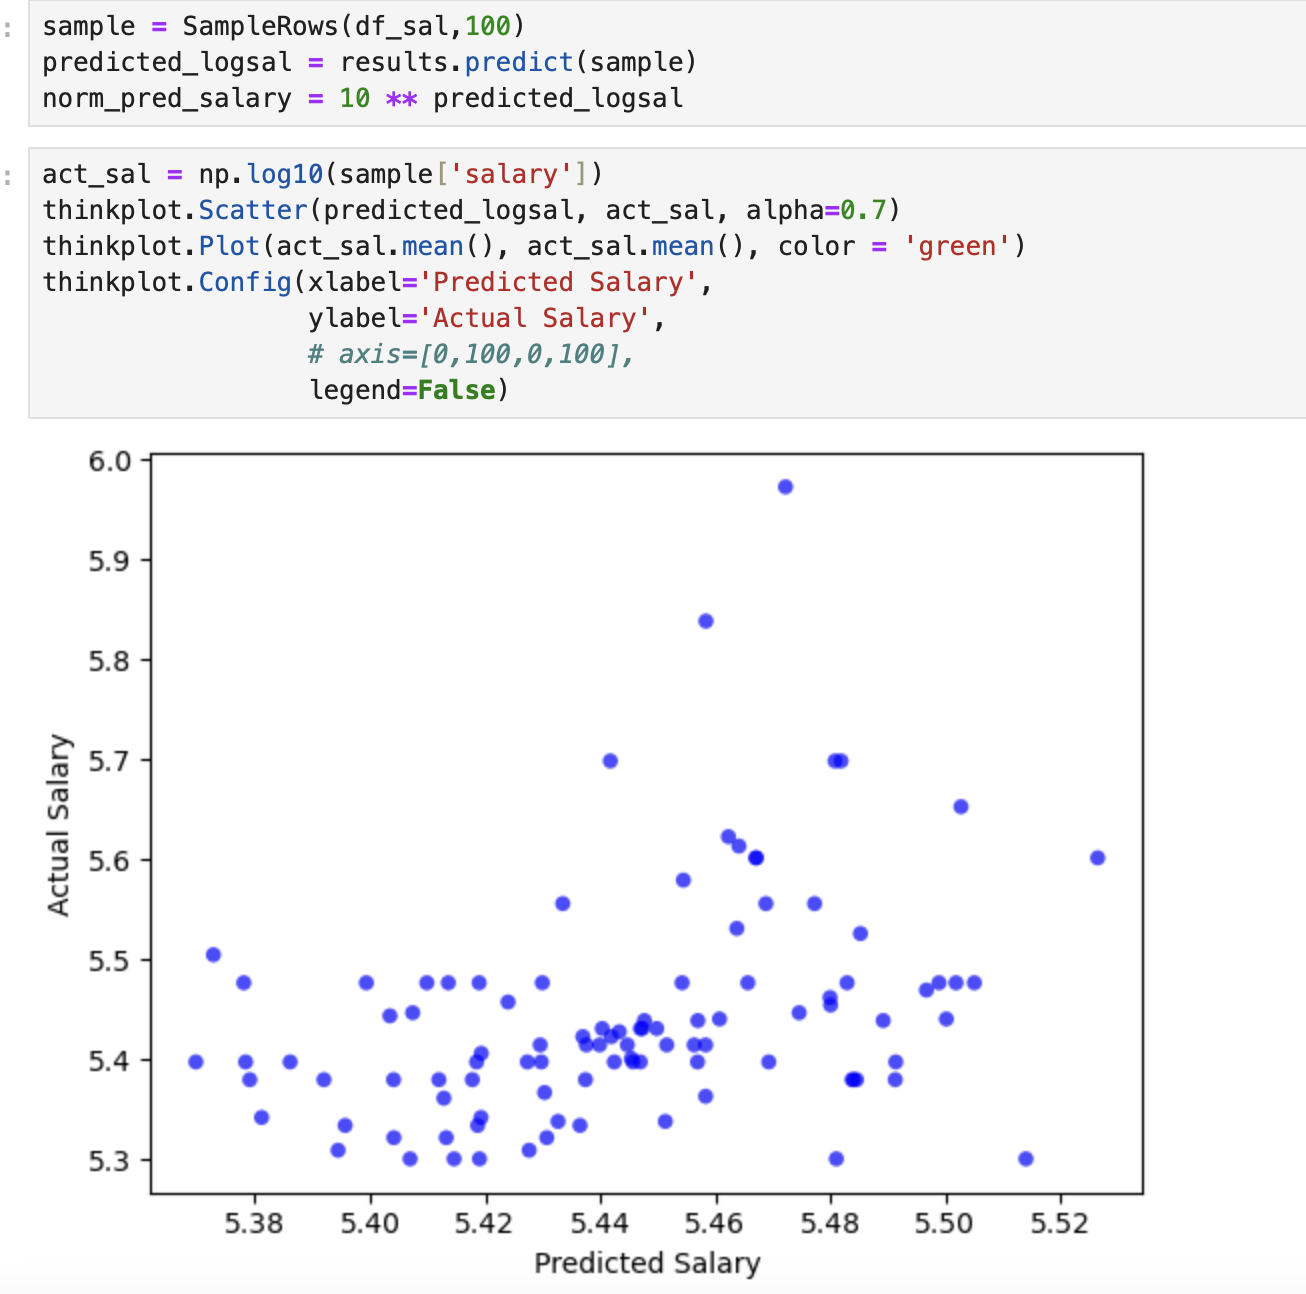 :
sample = SampleRows(df_sal,100)
predicted_logsal = results.predict(sample)
norm_pred_salary = 10 ** predicted_logsal
:
act_sal = np.log10(sample['salary'])
thinkplot.Scatter(predicted_logsal, act_sal, alpha=0.7)
thinkplot.Plot(act_sal.mean(), act_sal.mean(), color = 'green')
thinkplot.Config(xlabel='Predicted Salary',
ylabel='Actual Salary',
# axis=[0,100,0,100],
legend=False)
6.0
5.9
5.8
5.7
5.6
5.5
5.4
5.3
Actual Salary
5.38 5.40 5.42 5.44 5.46 5.48 5.50 5.52
Predicted Salary